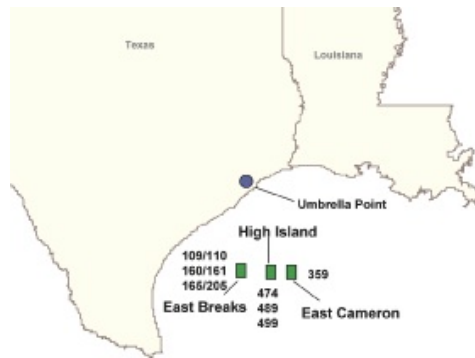 Texas
Louisiana
Umbrella Point
High Island
109/110
160/161
165/205
359
474
489
499
East Breaks
East Cameron